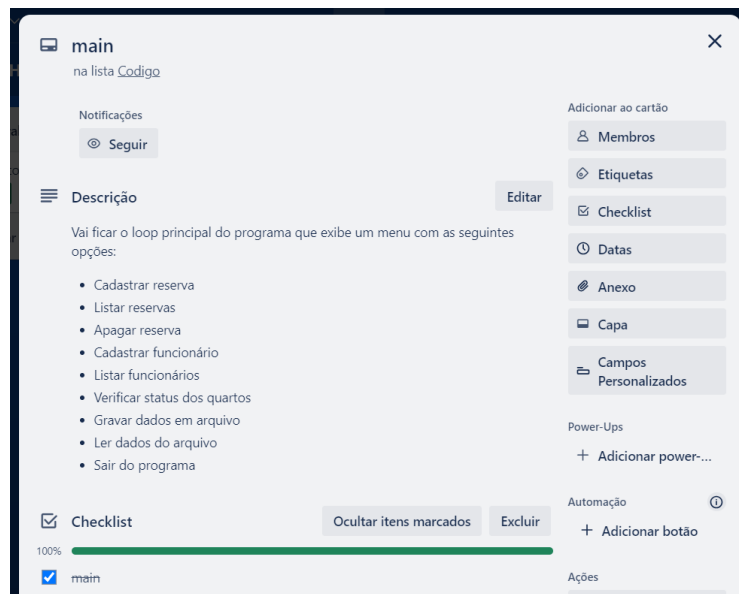 main
na lista Codigo
Notificações
Seguir
Descrição
Editar
Vai ficar o loop principal do programa que exibe um menu com as seguintes
opções:
• Cadastrar reserva
• Listar reservas
• Apagar reserva
• Cadastrar funcionário
• Listar funcionários
• Verificar status dos quartos
• Gravar dados em arquivo
• Ler dados do arquivo
• Sair do programa
Checklist
Ocultar itens marcados
Excluir
100%
main
Adicionar ao cartão
Membros
Etiquetas
Checklist
Datas
Anexo
Capa
Campos
Personalizados
Power-Ups
+ Adicionar power-...
Automação
+ Adicionar botão
Ações